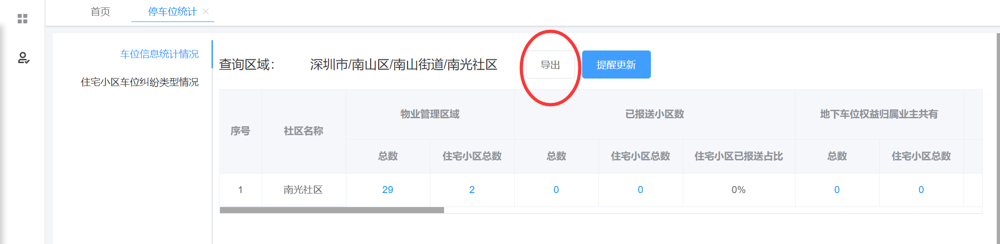 首页
停车位统计
车位信息统计情况
住宅小区车位纠纷类型情况
查询区域： 深圳市/南山区/南山街道/南光社区 导出 提醒更新
序号 社区名称 物业管理区域 已报送小区数 地下车位权益归属业主共有
总数 住宅小区总数 总数 住宅小区总数 住宅小区已报送占比 总数 住宅小区总数
1 南光社区 29 2 0 0 0% 0 0